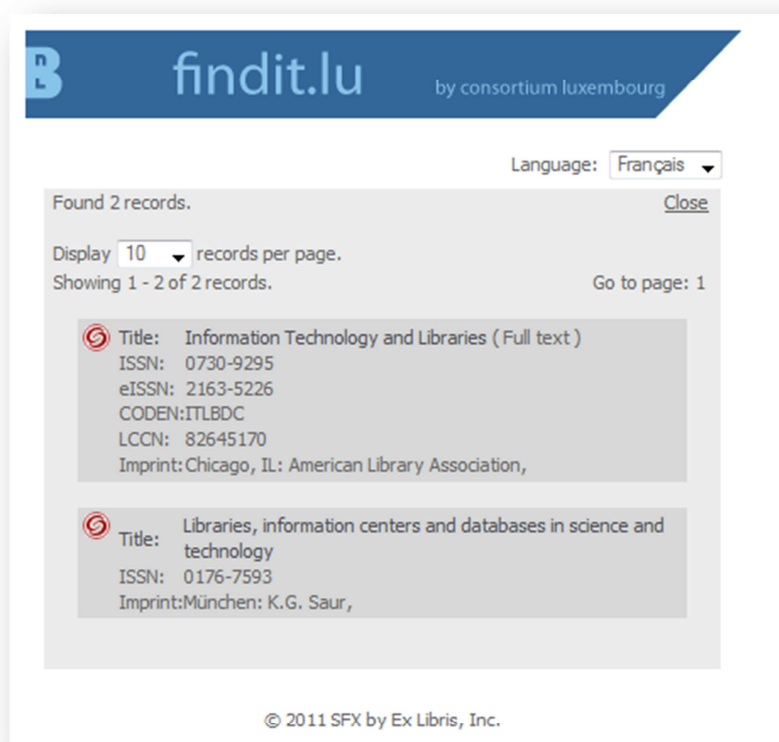 BnL findit.lu by consortium luxembourg
Language: Français
Found 2 records. Close
Display 10 records per page.
Showing 1 - 2 of 2 records. Go to page: 1
Title: Information Technology and Libraries ( Full text )
ISSN: 0730-9295
eISSN: 2163-5226
CODEN:ITLBDC
LCCN: 82645170
Imprint:Chicago, IL: American Library Association,
Title: Libraries, information centers and databases in science and
technology
ISSN: 0176-7593
Imprint:München: K.G. Saur,
© 2011 SFX by Ex Libris, Inc.